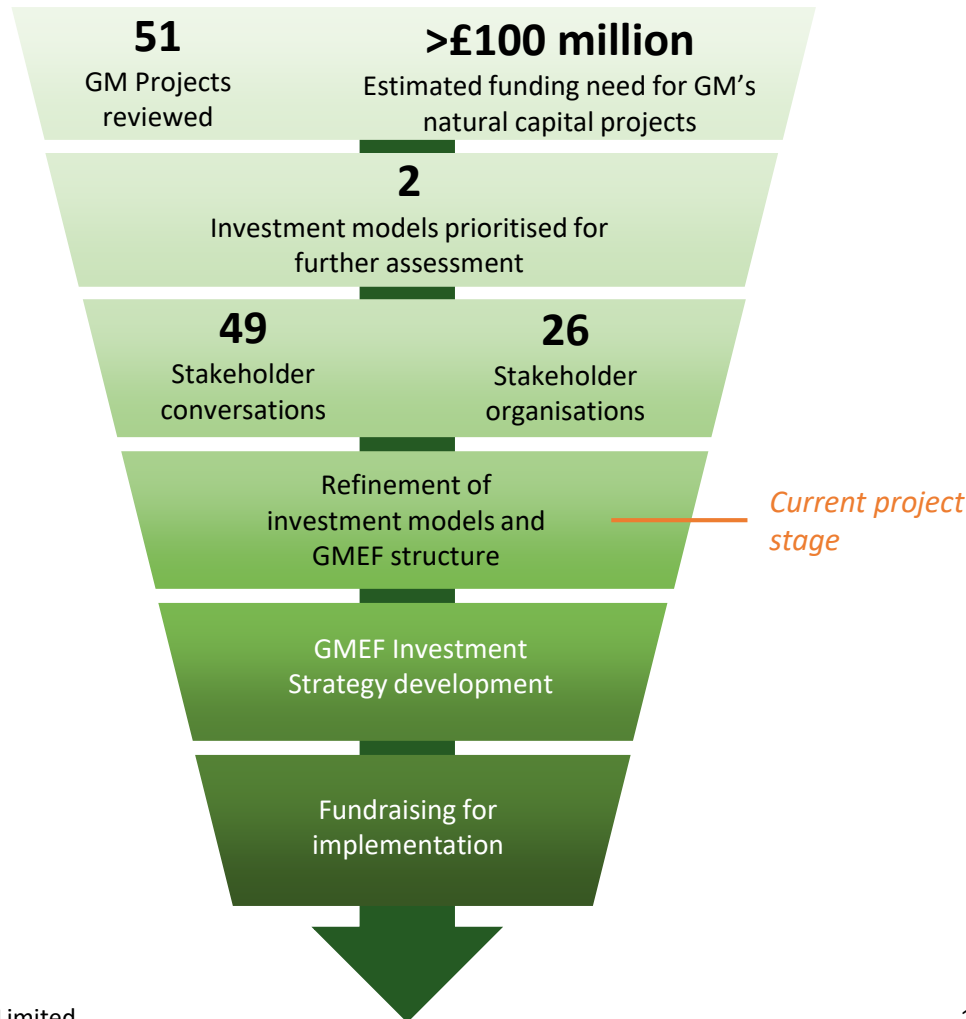 51
GM Projects
reviewed
>£100 million
Estimated funding need for GM's
natural capital projects
2
Investment models prioritised for
further assessment
49
Stakeholder
conversations
26
Stakeholder
organisations
Refinement of
investment models and
GMEF structure
Current project
stage
GMEF Investment
Strategy development
Fundraising for
implementation
Limited